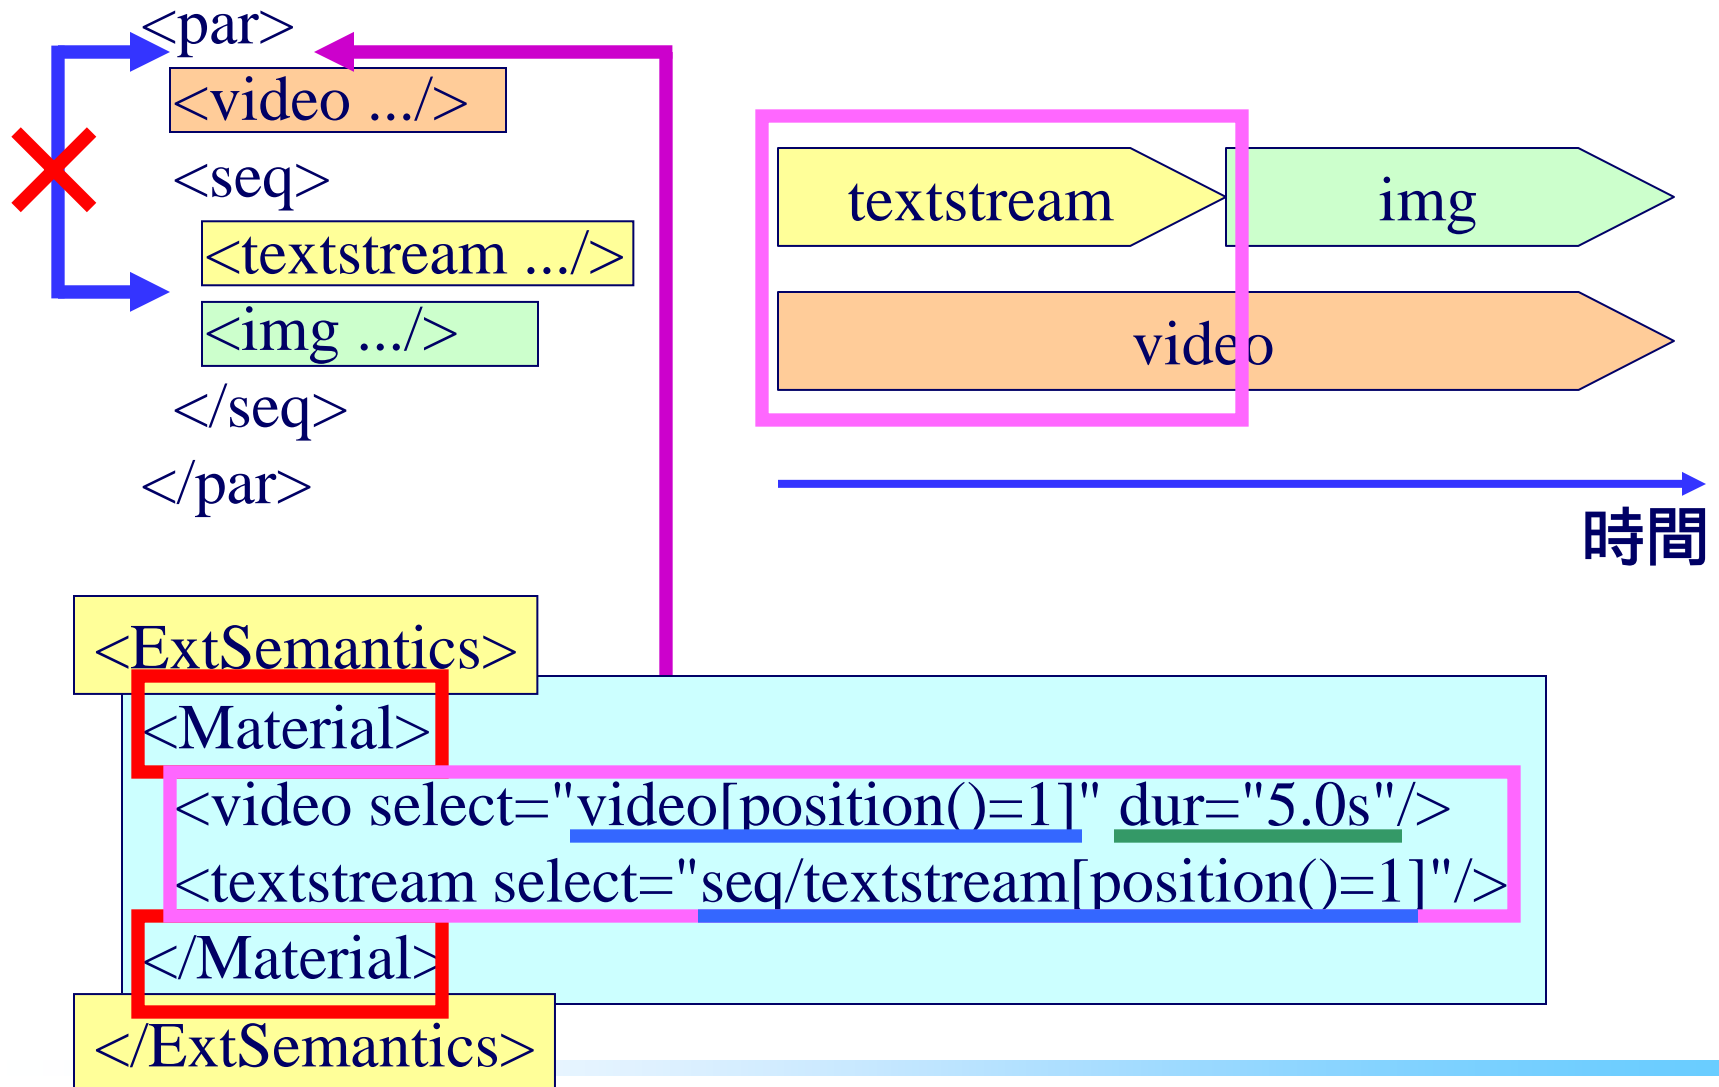 <par>
<video .../>
<seq>
<textstream .../>
<img .../>
</seq>
</par>
textstream
img
video
時間
<ExtSemantics>
<Material>
<video select="video[position()=1]" dur="5.0s"/>
<textstream select="seq/textstream[position()=1]"/>
</Material>
</ExtSemantics>